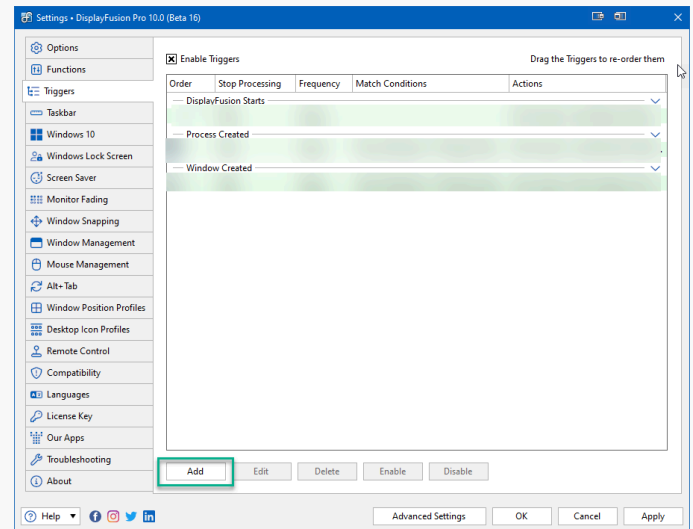 Settings • DisplayFusion Pro 10.0 (Beta 16)
Options
Functions
Triggers
Taskbar
Windows 10
Windows Lock Screen
Screen Saver
Monitor Fading
Window Snapping
Window Management
Mouse Management
Alt+Tab
Window Position Profiles
Desktop Icon Profiles
Remote Control
Compatibility
Languages
License Key
Our Apps
Troubleshooting
About
Enable Triggers
Drag the Triggers to re-order them
Order Stop Processing Frequency Match Conditions Actions
DisplayFusion Starts
Process Created
Window Created
Add Edit Delete Enable Disable
Help Advanced Settings OK Cancel Apply